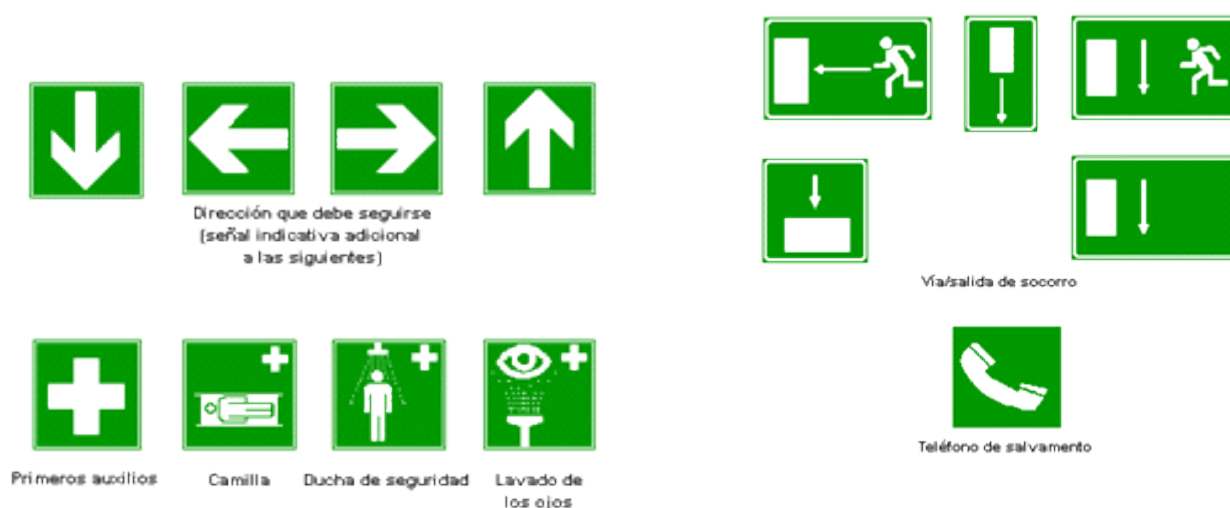 Dirección que debe seguirse
(señal indicativa adicional
a las siguientes)
Primeros auxilios
Camilla
Ducha de seguridad
Lavado de
los ojos
Vía/salida de socorro
Teléfono de salvamento